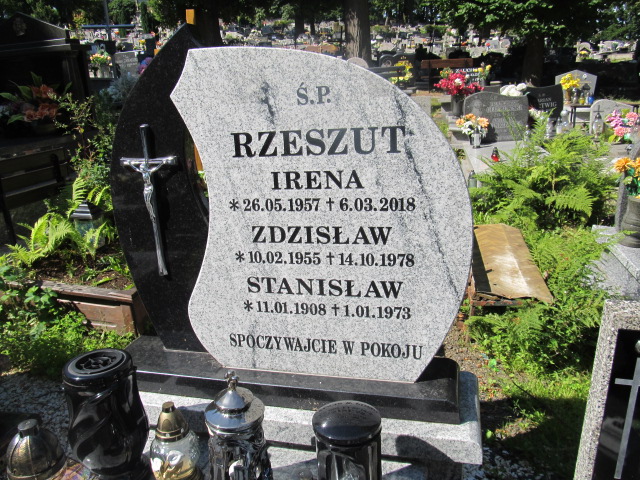 Ś.P.
RZESZUT
IRENA
* 26.05.1957 † 6.03.2018
ZDZISŁAW
* 10.02.1955 † 14.10.1978
STANISŁAW
* 11.01.1908 † 1.01.1973
SPOCZYWAJCIE W POKOJU